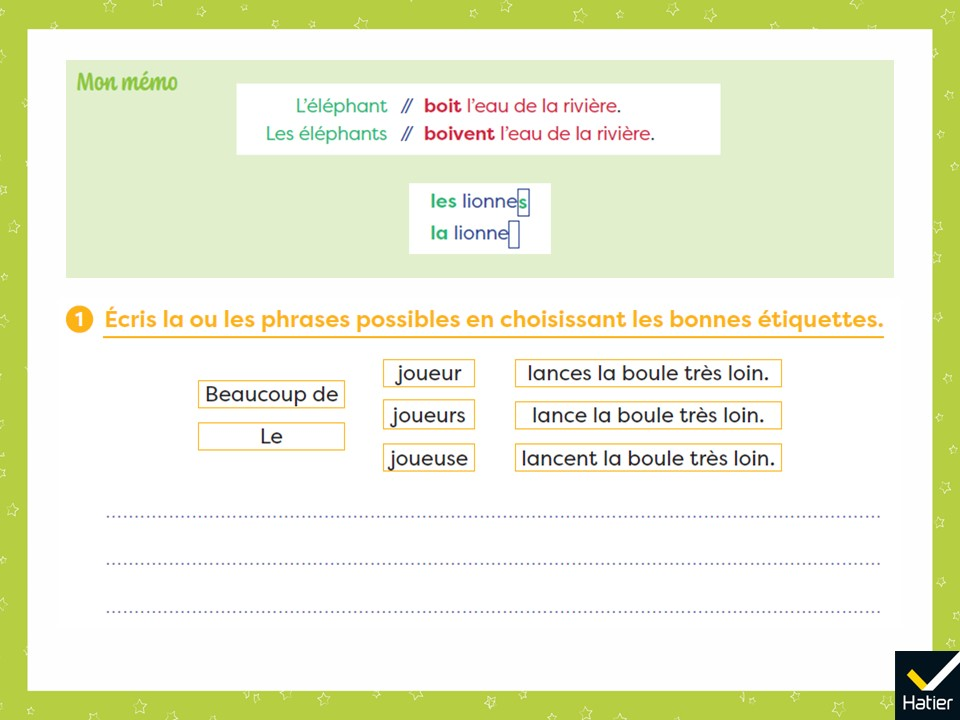 Mon mémo
L'éléphant // boit l'eau de la rivière.
Les éléphants // boivent l'eau de la rivière.
les lionnes
la lionne
1 Écris la ou les phrases possibles en choisissant les bonnes étiquettes.
Beaucoup de
Le
joueur
joueurs
joueuse
lances la boule très loin.
lance la boule très loin.
lancent la boule très loin.
Hatier